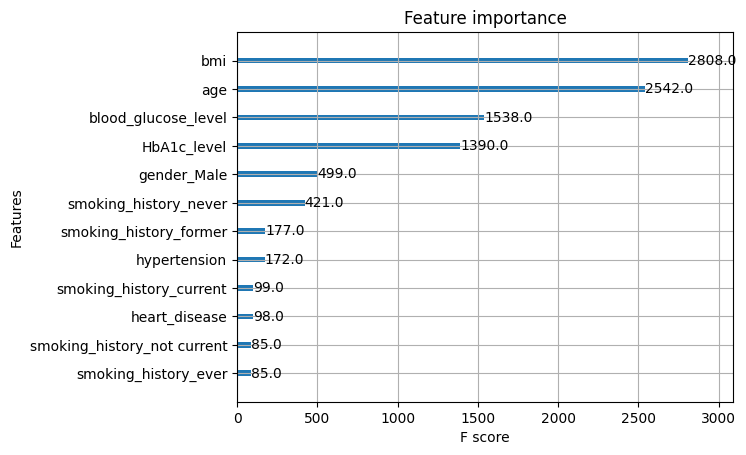 Feature importance
Features
bmi 2808.0
age 2542.0
blood_glucose_level 1538.0
HbA1c_level 1390.0
gender_Male 499.0
smoking_history_never 421.0
smoking_history_former 177.0
hypertension 172.0
smoking_history_current 99.0
heart_disease 98.0
smoking_history_not current 85.0
smoking_history_ever 85.0
0 500 1000 1500 2000 2500 3000
F score